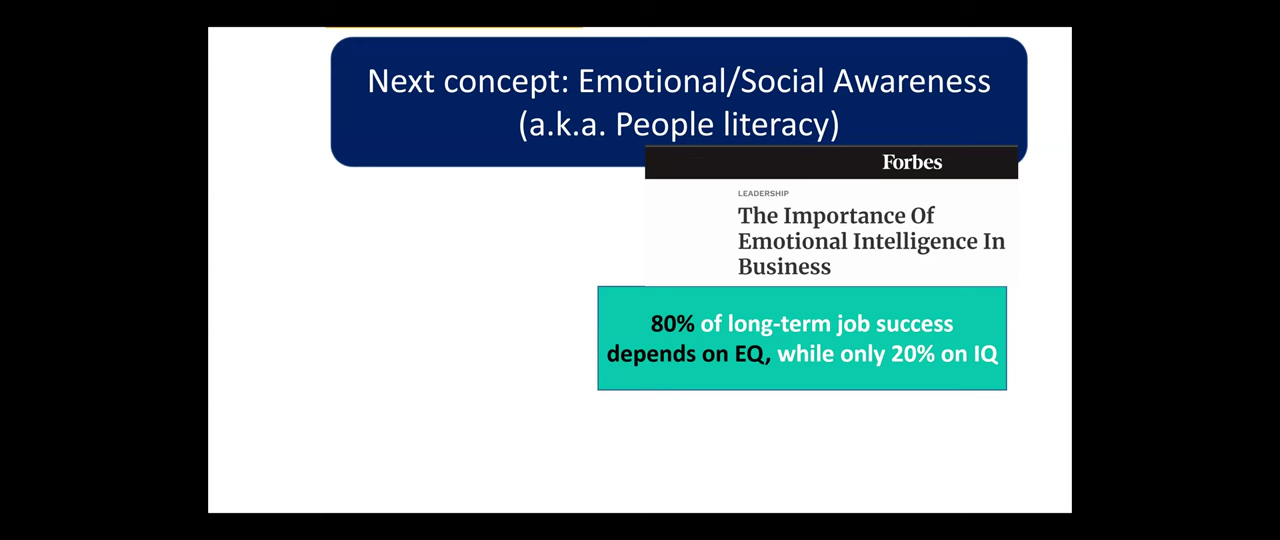 Next concept: Emotional/Social Awareness
(a.k.a. People literacy)
Forbes
LEADERSHIP
The Importance Of
Emotional Intelligence In
Business
80% of long-term job success
depends on EQ, while only 20% on IQ